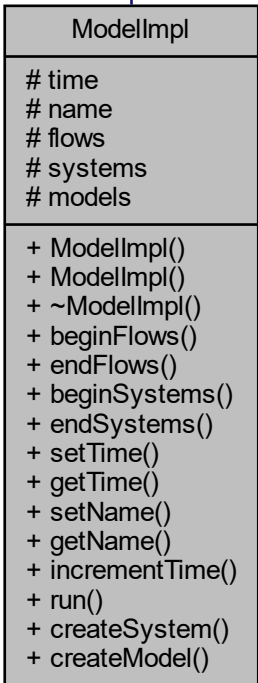 ModelImpl
# time
# name
# flows
# systems
# models
+ ModelImpl()
+ ModelImpl()
+ ~ModelImpl()
+ beginFlows()
+ endFlows()
+ beginSystems()
+ endSystems()
+ setTime()
+ getTime()
+ setName()
+ getName()
+ incrementTime()
+ run()
+ createSystem()
+ createModel()